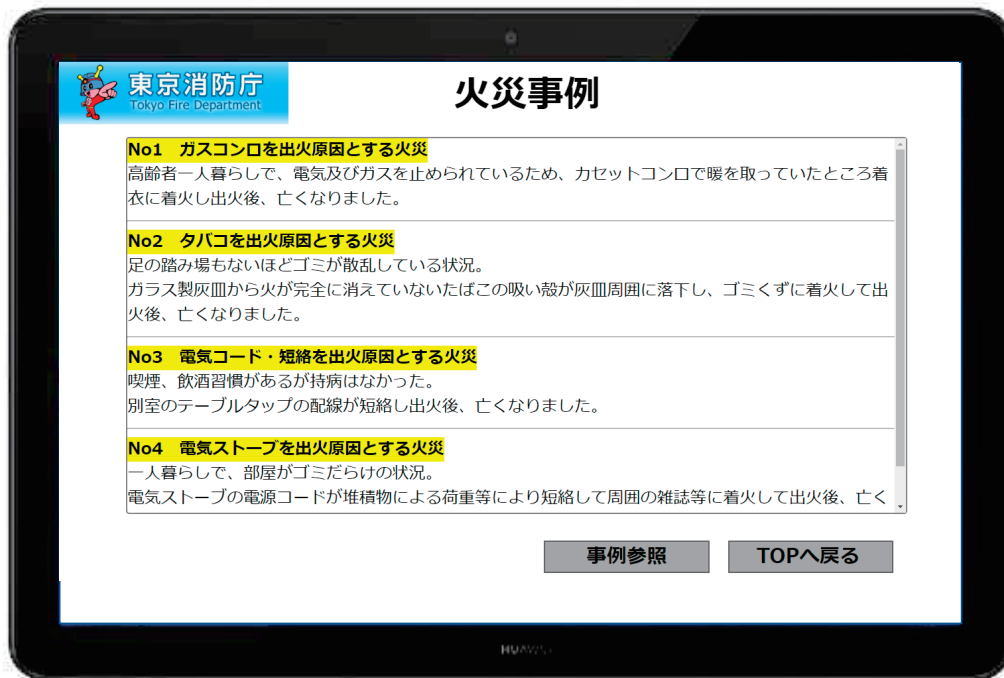 東京消防庁
Tokyo Fire Department
火災事例
No1 ガスコンロを出火原因とする火災
高齢者一人暮らしで、電気及びガスを止められているため、カセットコンロで暖を取っていたところ着
衣に着火し出火後、亡くなりました。
No2 タバコを出火原因とする火災
足の踏み場もないほどゴミが散乱している状況。
ガラス製灰皿から火が完全に消えていないたばこの吸い殻が灰皿周囲に落下し、ゴミくずに着火して出
火後、亡くなりました。
No3 電気コード・短絡を出火原因とする火災
喫煙、飲酒習慣があるが持病はなかった。
別室のテーブルタップの配線が短絡し出火後、亡くなりました。
No4 電気ストーブを出火原因とする火災
一人暮らしで、部屋がゴミだらけの状況。
電気ストーブの電源コードが堆積物による荷重等により短絡して周囲の雑誌等に着火して出火後、亡く
事例参照
TOPへ戻る
HUAWEI